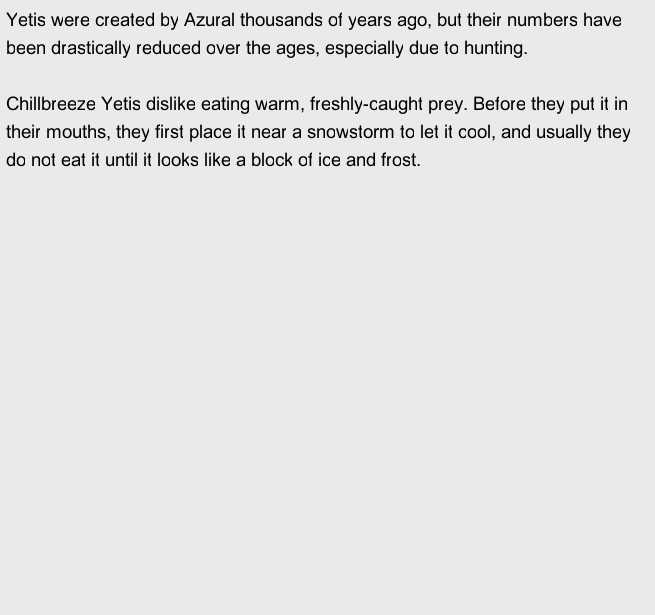 Yetis were created by Azural thousands of years ago, but their numbers have
been drastically reduced over the ages, especially due to hunting.
Chillbreeze Yetis dislike eating warm, freshly-caught prey. Before they put it in
their mouths, they first place it near a snowstorm to let it cool, and usually they
do not eat it until it looks like a block of ice and frost.